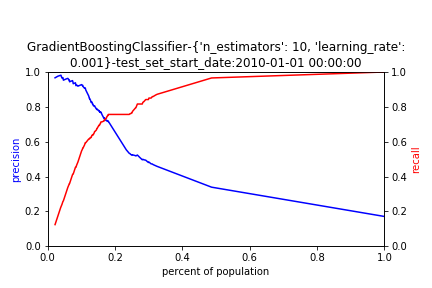 GradientBoostingClassifier-{'n_estimators': 10, 'learning_rate':
0.001}-test_set_start_date:2010-01-01 00:00:00
1.0
0.8
0.6
0.4
0.2
0.0
precision
1.0
0.8
0.6
0.4
0.2
0.0
recall
0.0 0.2 0.4 0.6 0.8 1.0
percent of population